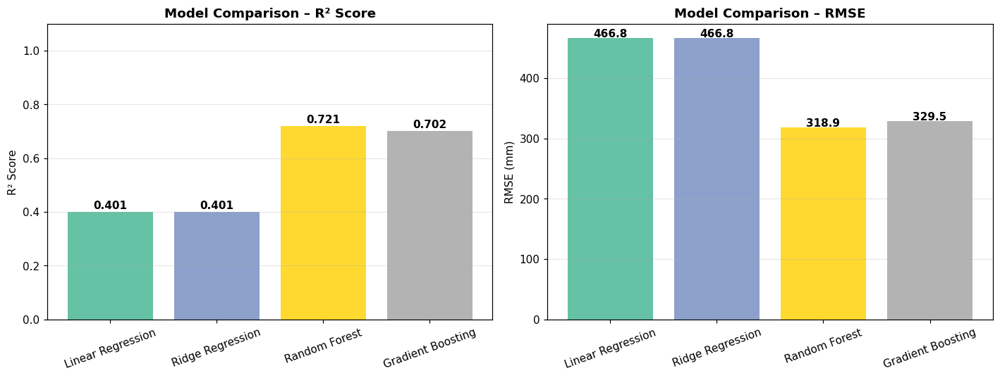 Model Comparison – R² Score
R² Score
1.0
0.8
0.6
0.4
0.2
0.0
0.401
0.401
0.721
0.702
Linear Regression
Ridge Regression
Random Forest
Gradient Boosting
Model Comparison – RMSE
RMSE (mm)
400
300
200
100
0
466.8
466.8
318.9
329.5
Linear Regression
Ridge Regression
Random Forest
Gradient Boosting